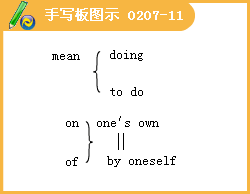 手写板图示 0207-11
mean
doing
to do
on one's own
of by oneself